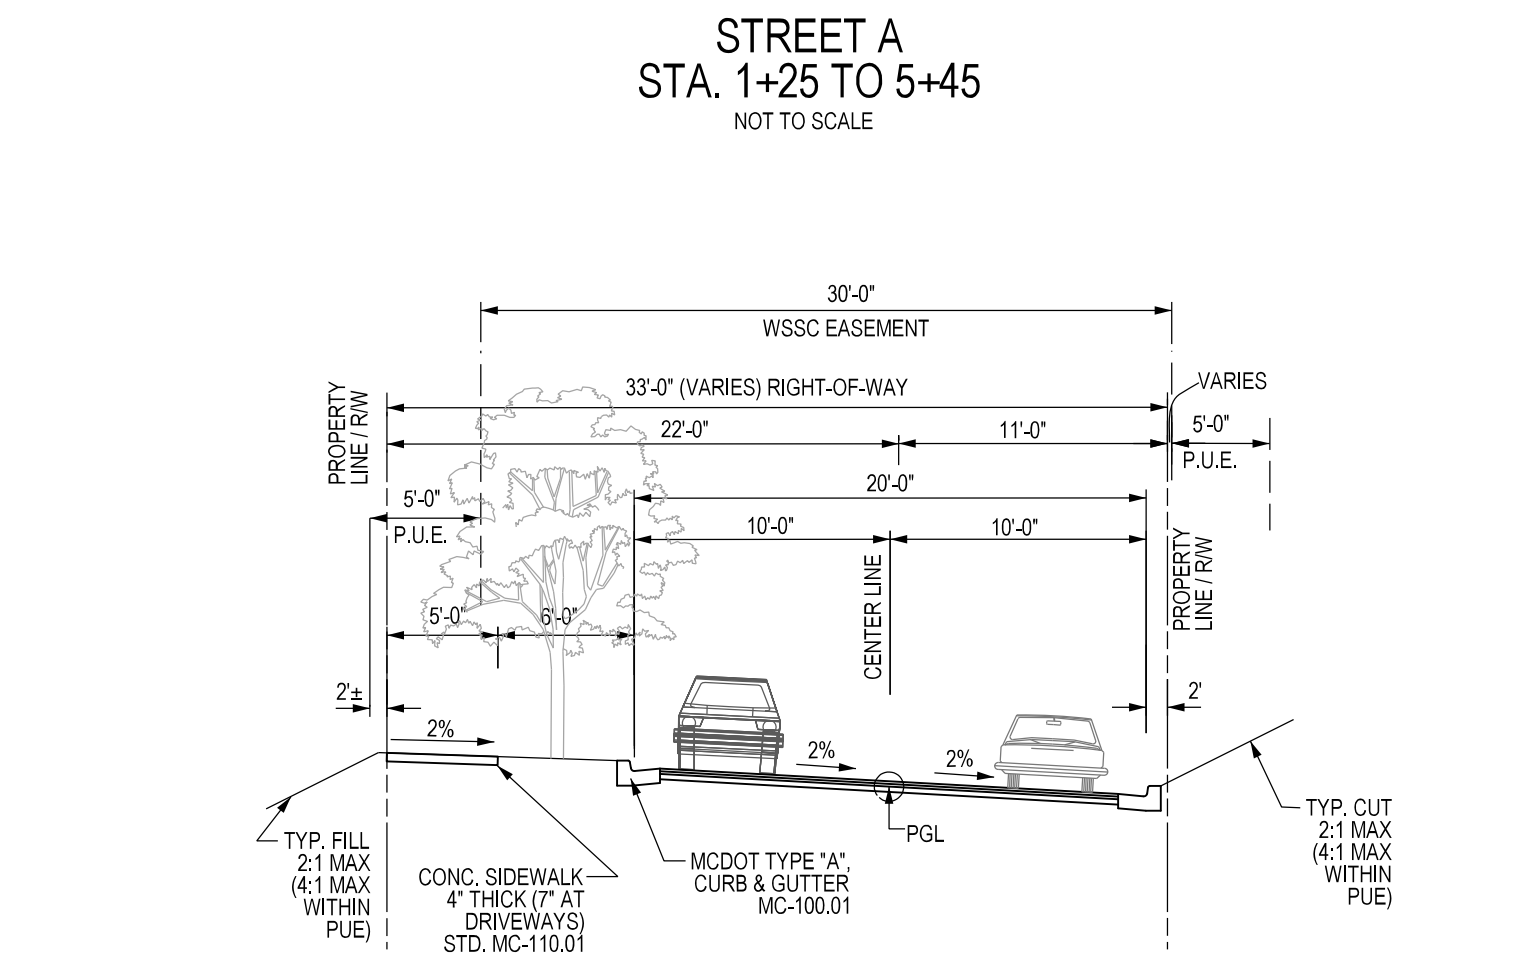 STREET A
STA. 1+25 TO 5+45
NOT TO SCALE
30'-0"
WSSC EASEMENT
33'-0" (VARIES) RIGHT-OF-WAY
VARIES
PROPERTY
LINE / R/W
22'-0"
11'-0"
5'-0"
P.U.E.
20'-0"
5'-0"
P.U.E.
10'-0"
10'-0"
CENTER LINE
PROPERTY
LINE / R/W
5'-0"
6'-0"
2'±
2'
2%
2%
2%
PGL
TYP. FILL
2:1 MAX
(4:1 MAX
WITHIN
PUE)
CONC. SIDEWALK
4" THICK (7" AT
DRIVEWAYS)
STD. MC-110.01
MCDOT TYPE "A",
CURB & GUTTER
MC-100.01
TYP. CUT
2:1 MAX
(4:1 MAX
WITHIN
PUE)